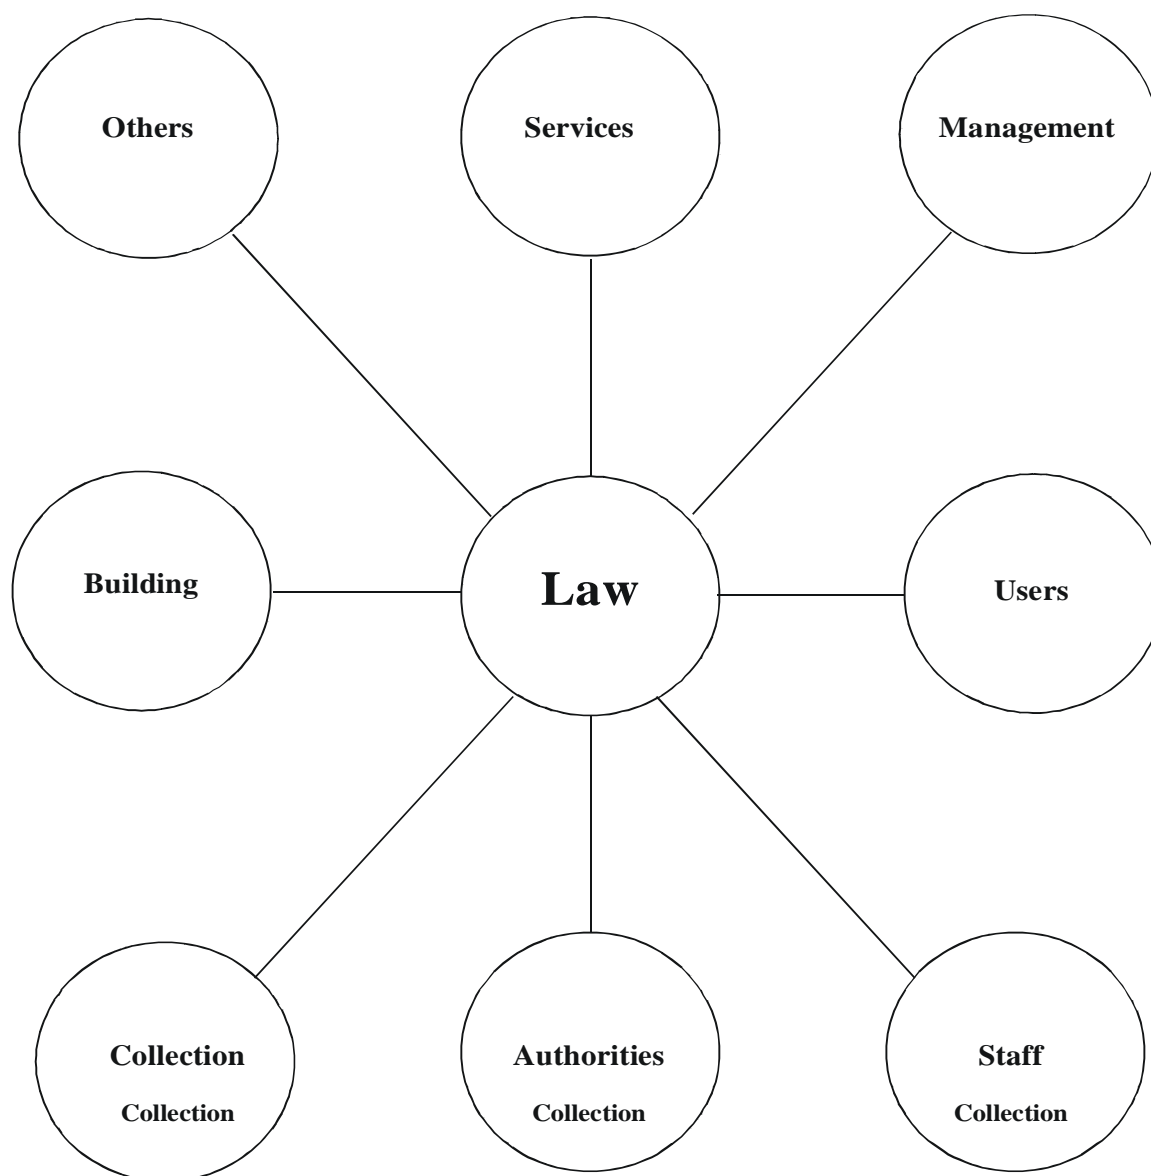 Others
Services
Management
Building
Law
Users
Collection
Collection
Authorities
Collection
Staff
Collection